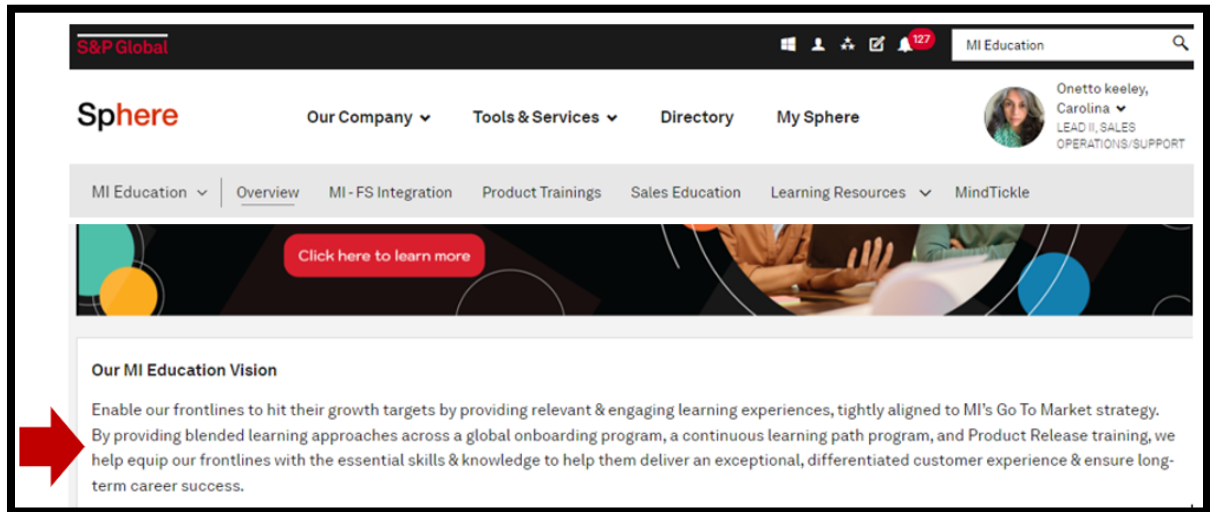 S&P Global
127
MI Education
Sphere
Our Company
Tools & Services
Directory
My Sphere
Onetto keeley,
Carolina
LEAD II, SALES
OPERATIONS/SUPPORT
MI Education
Overview
MI - FS Integration
Product Trainings
Sales Education
Learning Resources
MindTickle
Click here to learn more
Our MI Education Vision
Enable our frontlines to hit their growth targets by providing relevant & engaging learning experiences, tightly aligned to MI's Go To Market strategy.
By providing blended learning approaches across a global onboarding program, a continuous learning path program, and Product Release training, we
help equip our frontlines with the essential skills & knowledge to help them deliver an exceptional, differentiated customer experience & ensure long-
term career success.